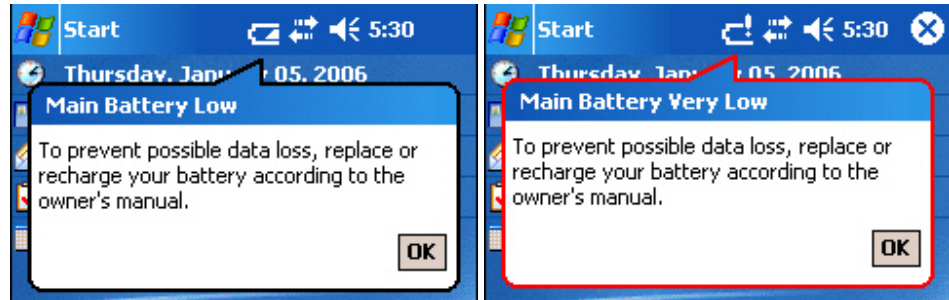 Start 5:30
Thursday, January 05, 2006
Main Battery Low
To prevent possible data loss, replace or
recharge your battery according to the
owner's manual.
OK
Start 5:30
Thursday, Jan 05, 2006
Main Battery Very Low
To prevent possible data loss, replace or
recharge your battery according to the
owner's manual.
OK